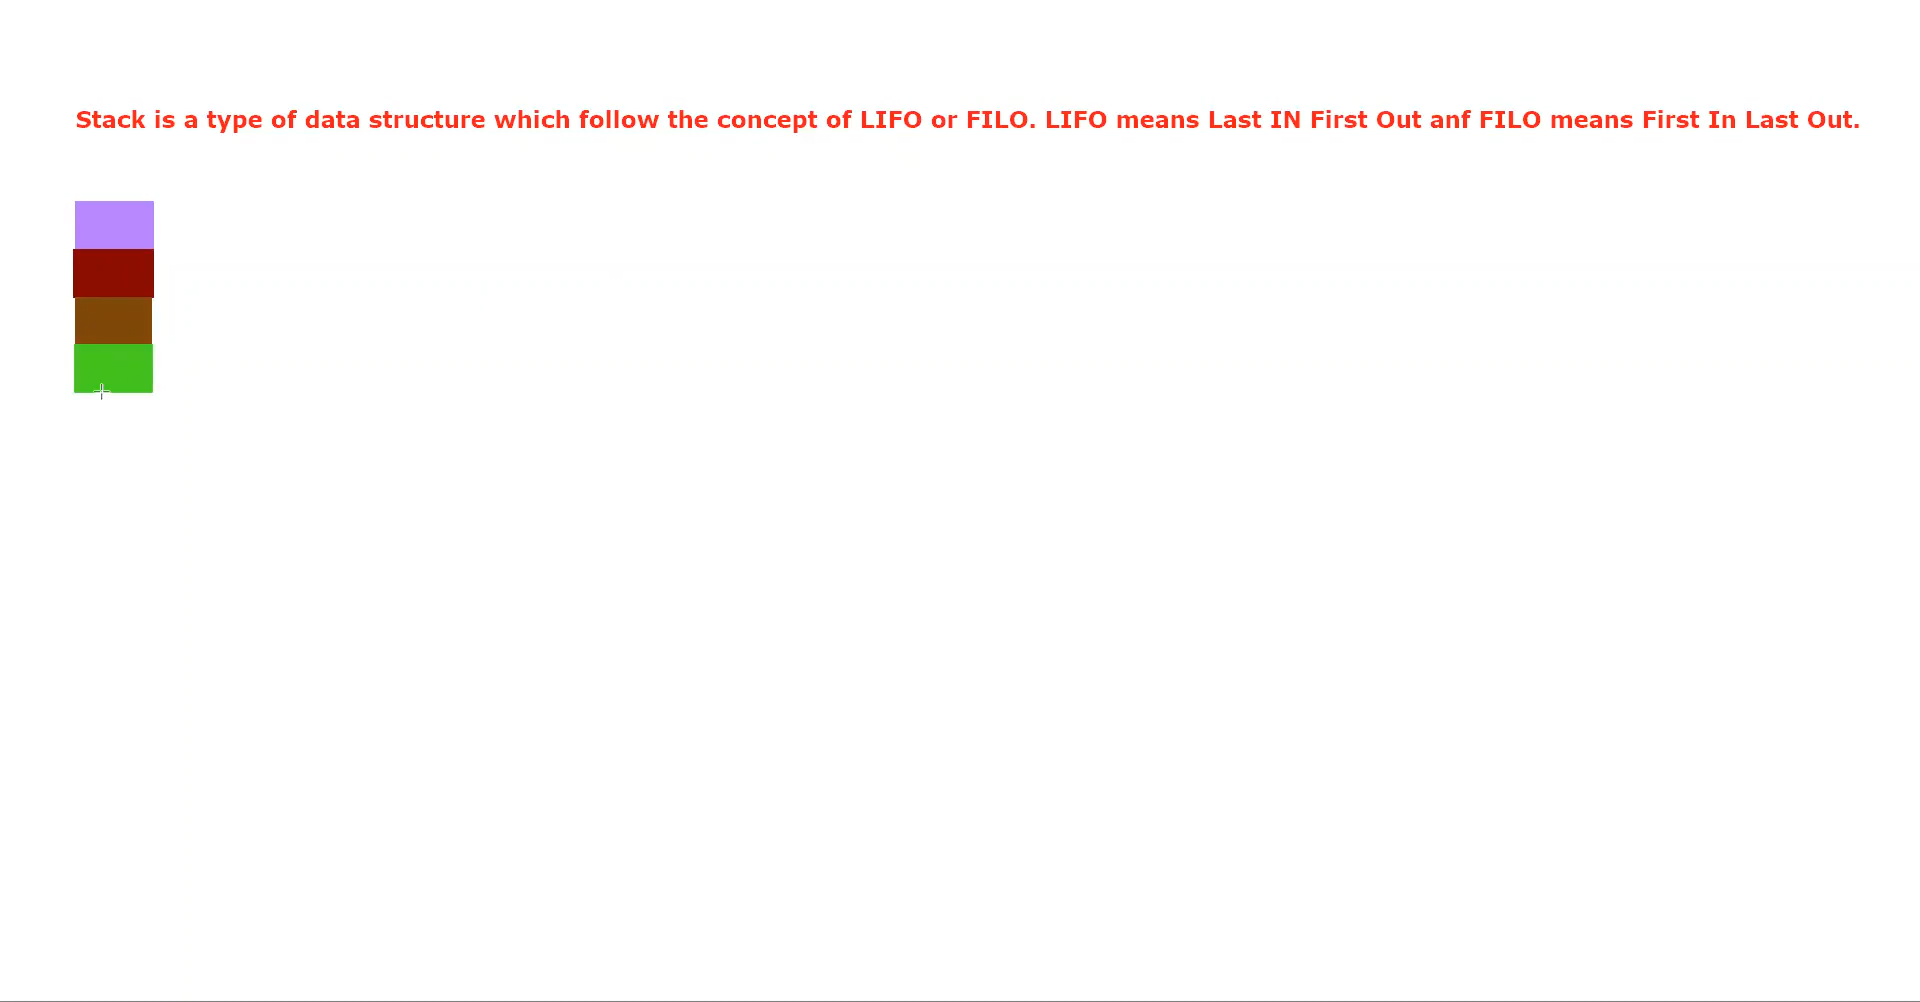 Stack is a type of data structure which follow the concept of LIFO or FILO. LIFO means Last IN First Out anf FILO means First In Last Out.